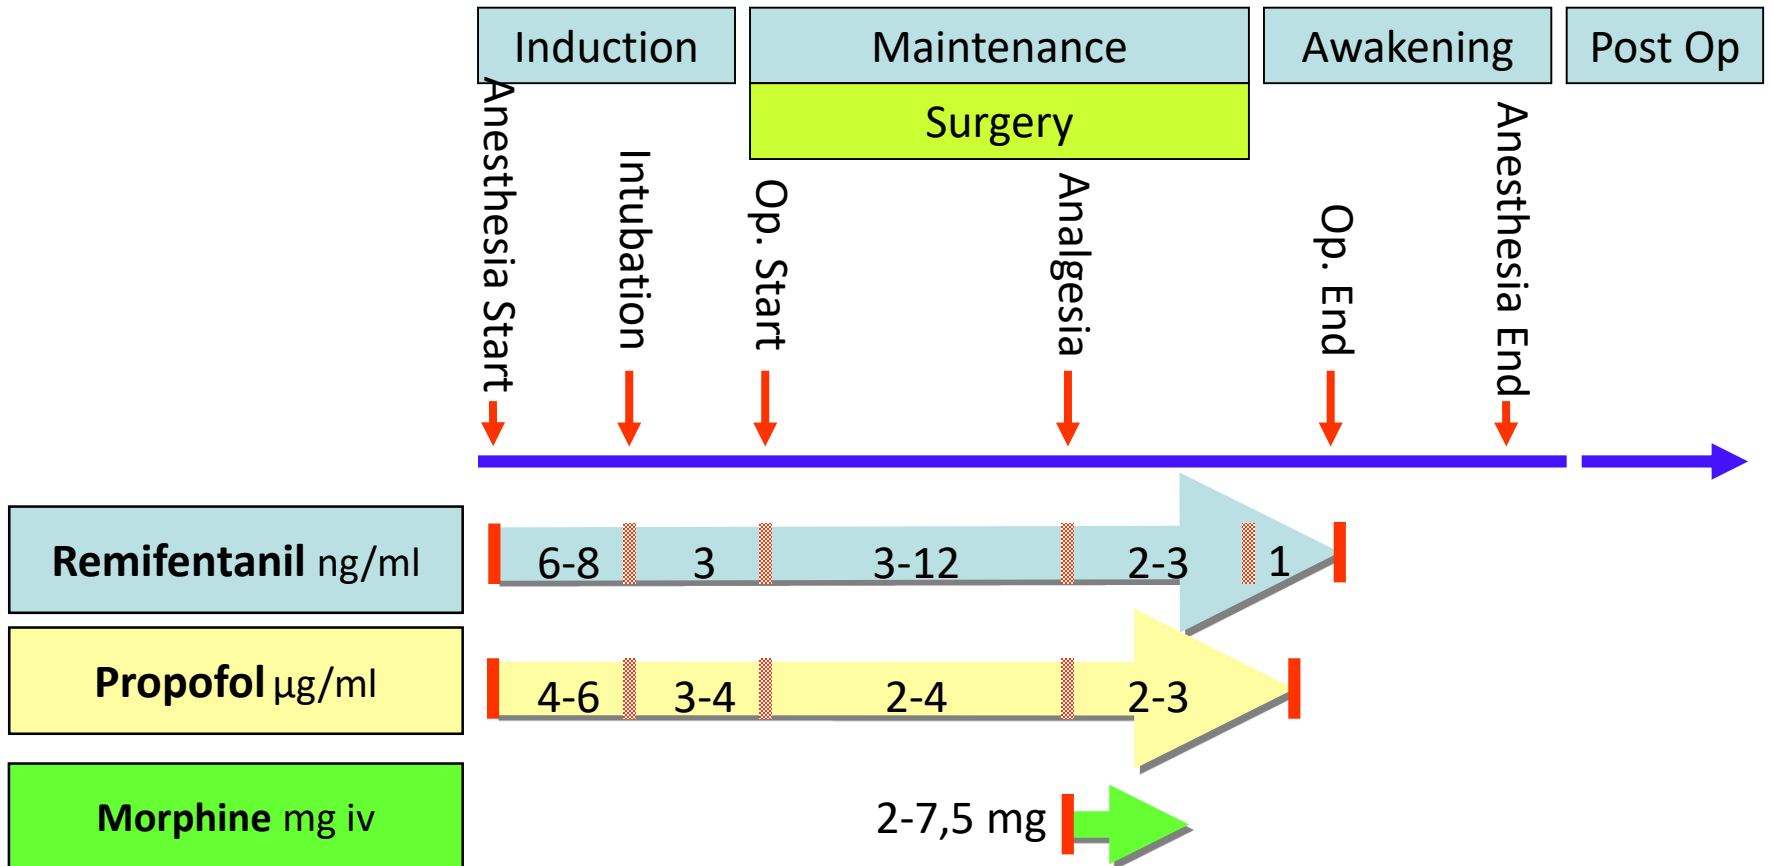 Induction
Maintenance
Awakening
Post Op
Surgery
Anesthesia Start
Intubation
Op. Start
Analgesia
Op. End
Anesthesia End
Remifentanil ng/ml
6-8
3
3-12
2-3
1
Propofol µg/ml
4-6
3-4
2-4
2-3
Morphine mg iv
2-7,5 mg